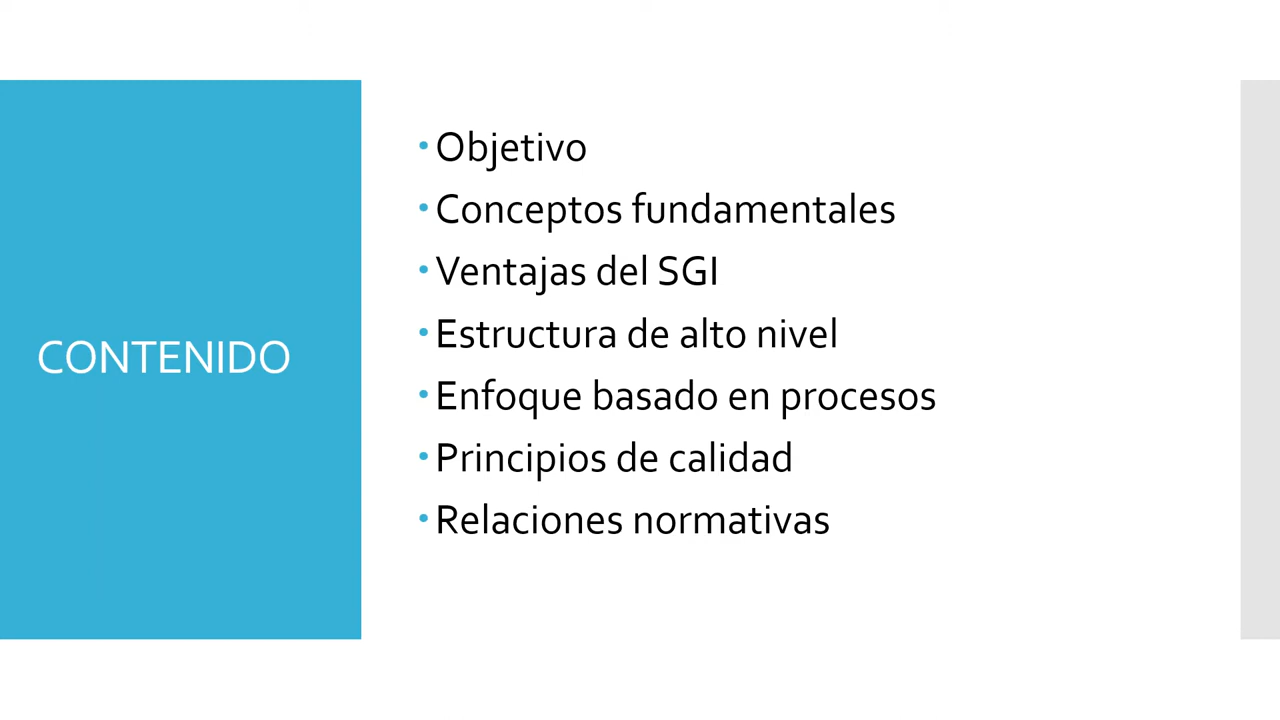 CONTENIDO
• Objetivo
• Conceptos fundamentales
• Ventajas del SGI
• Estructura de alto nivel
• Enfoque basado en procesos
• Principios de calidad
• Relaciones normativas